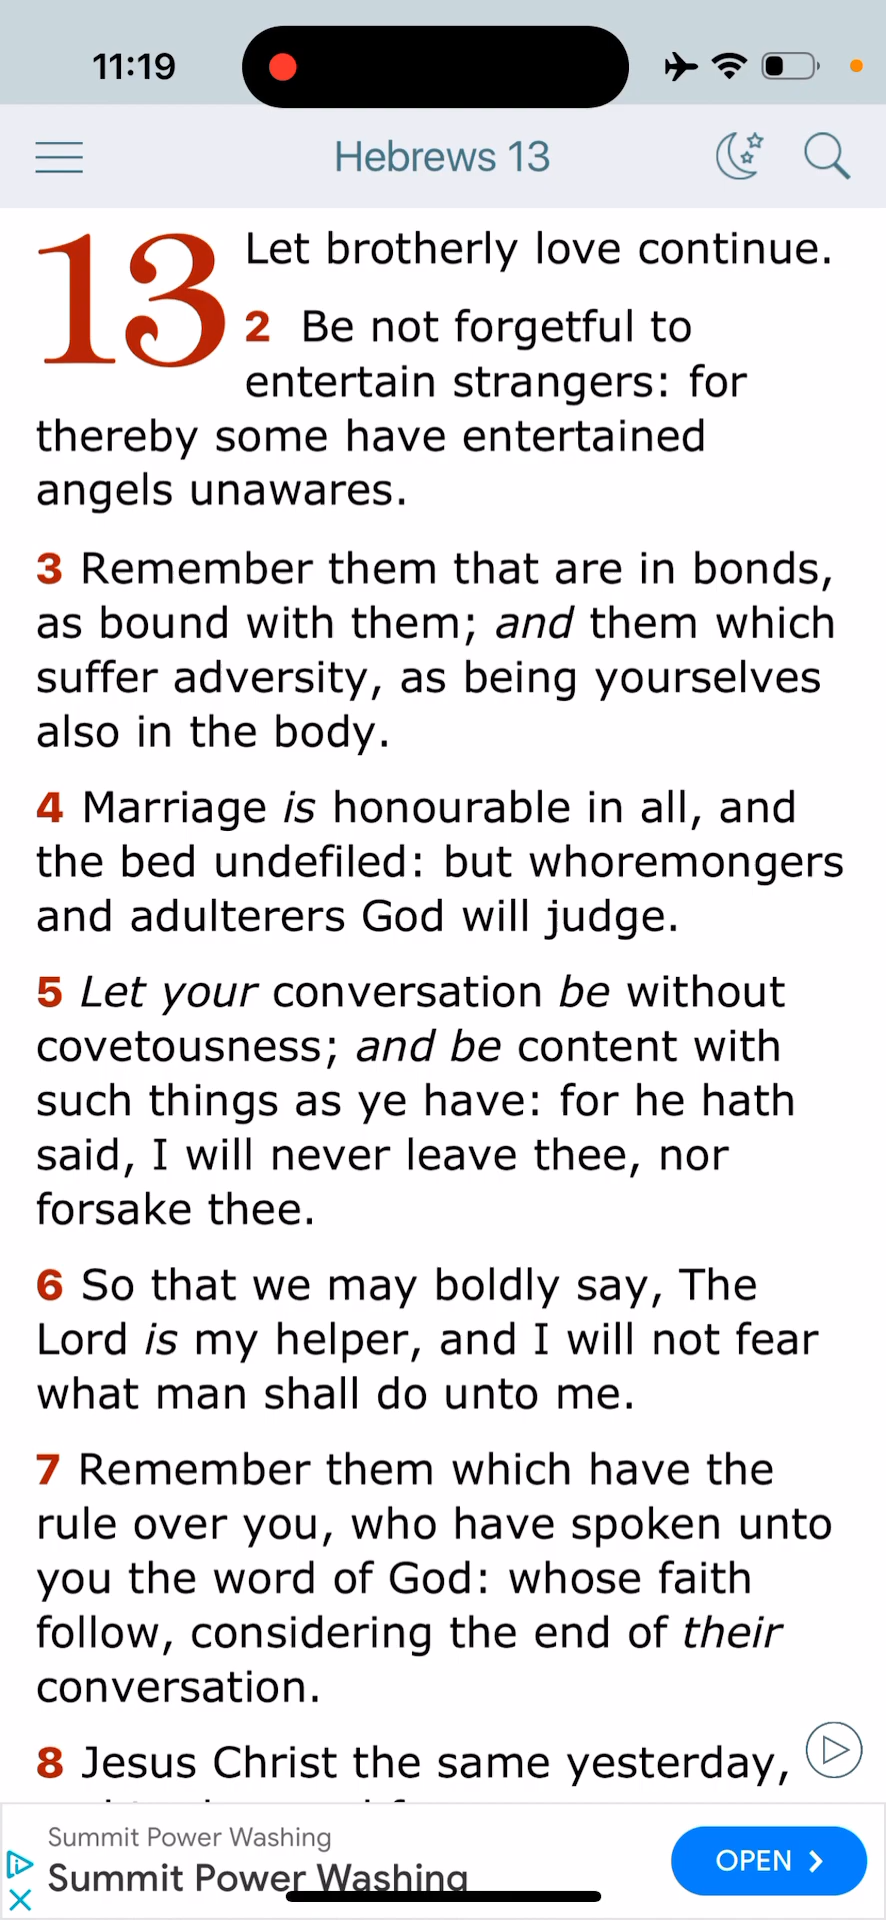 11:19
Hebrews 13
13 Let brotherly love continue.
2 Be not forgetful to
entertain strangers: for
thereby some have entertained
angels unawares.
3 Remember them that are in bonds,
as bound with them; and them which
suffer adversity, as being yourselves
also in the body.
4 Marriage is honourable in all, and
the bed undefiled: but whoremongers
and adulterers God will judge.
5 Let your conversation be without
covetousness; and be content with
such things as ye have: for he hath
said, I will never leave thee, nor
forsake thee.
6 So that we may boldly say, The
Lord is my helper, and I will not fear
what man shall do unto me.
7 Remember them which have the
rule over you, who have spoken unto
you the word of God: whose faith
follow, considering the end of their
conversation.
8 Jesus Christ the same yesterday,
Summit Power Washing
Summit Power Washing
OPEN